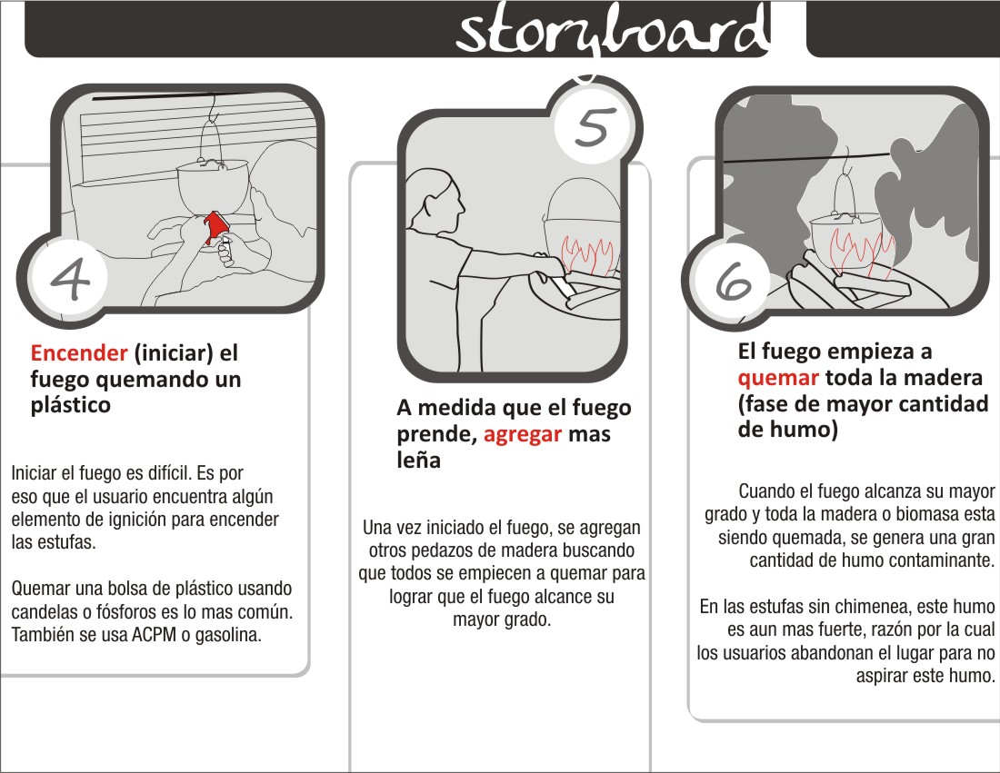 storyboard
4
Encender (iniciar) el
fuego quemando un
plástico
Iniciar el fuego es difícil. Es por
eso que el usuario encuentra algún
elemento de ignición para encender
las estufas.
Quemar una bolsa de plástico usando
candelas o fósforos es lo mas común.
También se usa ACPM o gasolina.
5
A medida que el fuego
prende, agregar mas
leña
Una vez iniciado el fuego, se agregan
otros pedazos de madera buscando
que todos se empiecen a quemar para
lograr que el fuego alcance su
mayor grado.
6
El fuego empieza a
quemar toda la madera
(fase de mayor cantidad
de humo)
Cuando el fuego alcanza su mayor
grado y toda la madera o biomasa esta
siendo quemada, se genera una gran
cantidad de humo contaminante.
En las estufas sin chimenea, este humo
es aun mas fuerte, razón por la cual
los usuarios abandonan el lugar para no
aspirar este humo.